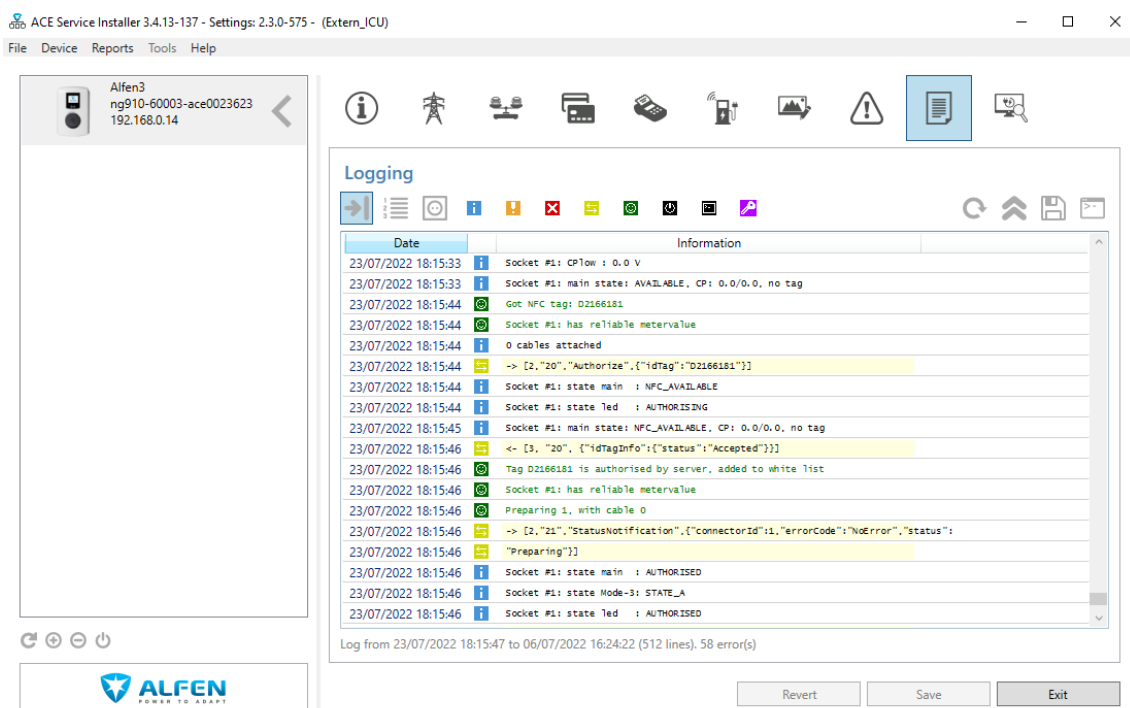 ACE Service Installer 3.4.13-137 - Settings: 2.3.0-575 -  (Extern_ICU)
File Device Reports Tools Help
Alfen3
ng910-60003-ace0023623
192.168.0.14
Logging
Date Information
23/07/2022 18:15:33 Socket #1: CPlow : 0.0 V
23/07/2022 18:15:33 Socket #1: main state: AVAILABLE, CP: 0.0/0.0, no tag
23/07/2022 18:15:44 Got NFC tag: D2166181
23/07/2022 18:15:44 Socket #1: has reliable metervalue
23/07/2022 18:15:44 0 cables attached
23/07/2022 18:15:44 -> [2,"20","Authorize",{"idTag":"D2166181"}]
23/07/2022 18:15:44 Socket #1: state main  : NFC_AVAILABLE
23/07/2022 18:15:44 Socket #1: state led   : AUTHORISING
23/07/2022 18:15:45 Socket #1: main state: NFC_AVAILABLE, CP: 0.0/0.0, no tag
23/07/2022 18:15:46 <- [3, "20", {"idTagInfo":{"status":"Accepted"}}]
23/07/2022 18:15:46 Tag D2166181 is authorised by server, added to white list
23/07/2022 18:15:46 Socket #1: has reliable metervalue
23/07/2022 18:15:46 Preparing 1, with cable 0
23/07/2022 18:15:46 -> [2,"21","StatusNotification",{"connectorId":1,"errorCode":"NoError","status":
23/07/2022 18:15:46 "Preparing"}]
23/07/2022 18:15:46 Socket #1: state main  : AUTHORISED
23/07/2022 18:15:46 Socket #1: state Mode-3: STATE_A
23/07/2022 18:15:46 Socket #1: state led   : AUTHORISED
Log from 23/07/2022 18:15:47 to 06/07/2022 16:24:22 (512 lines). 58 error(s)
ALFEN
POWER TO ADAPT
Revert Save Exit